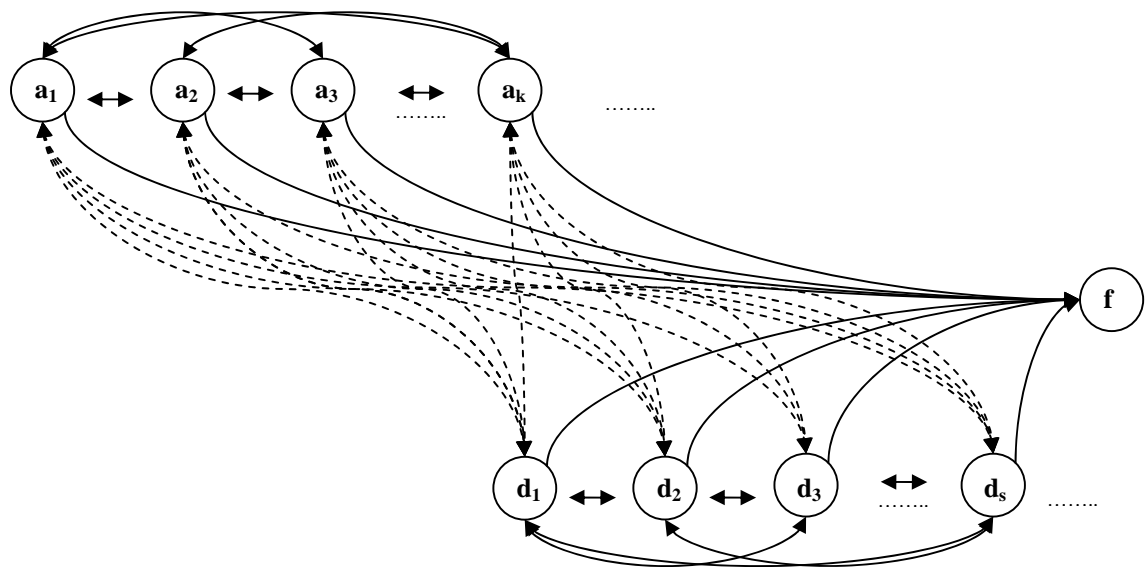 a₁ a₂ a₃ aₖ
........ ........
f
d₁ d₂ d₃ dₛ
........ ........